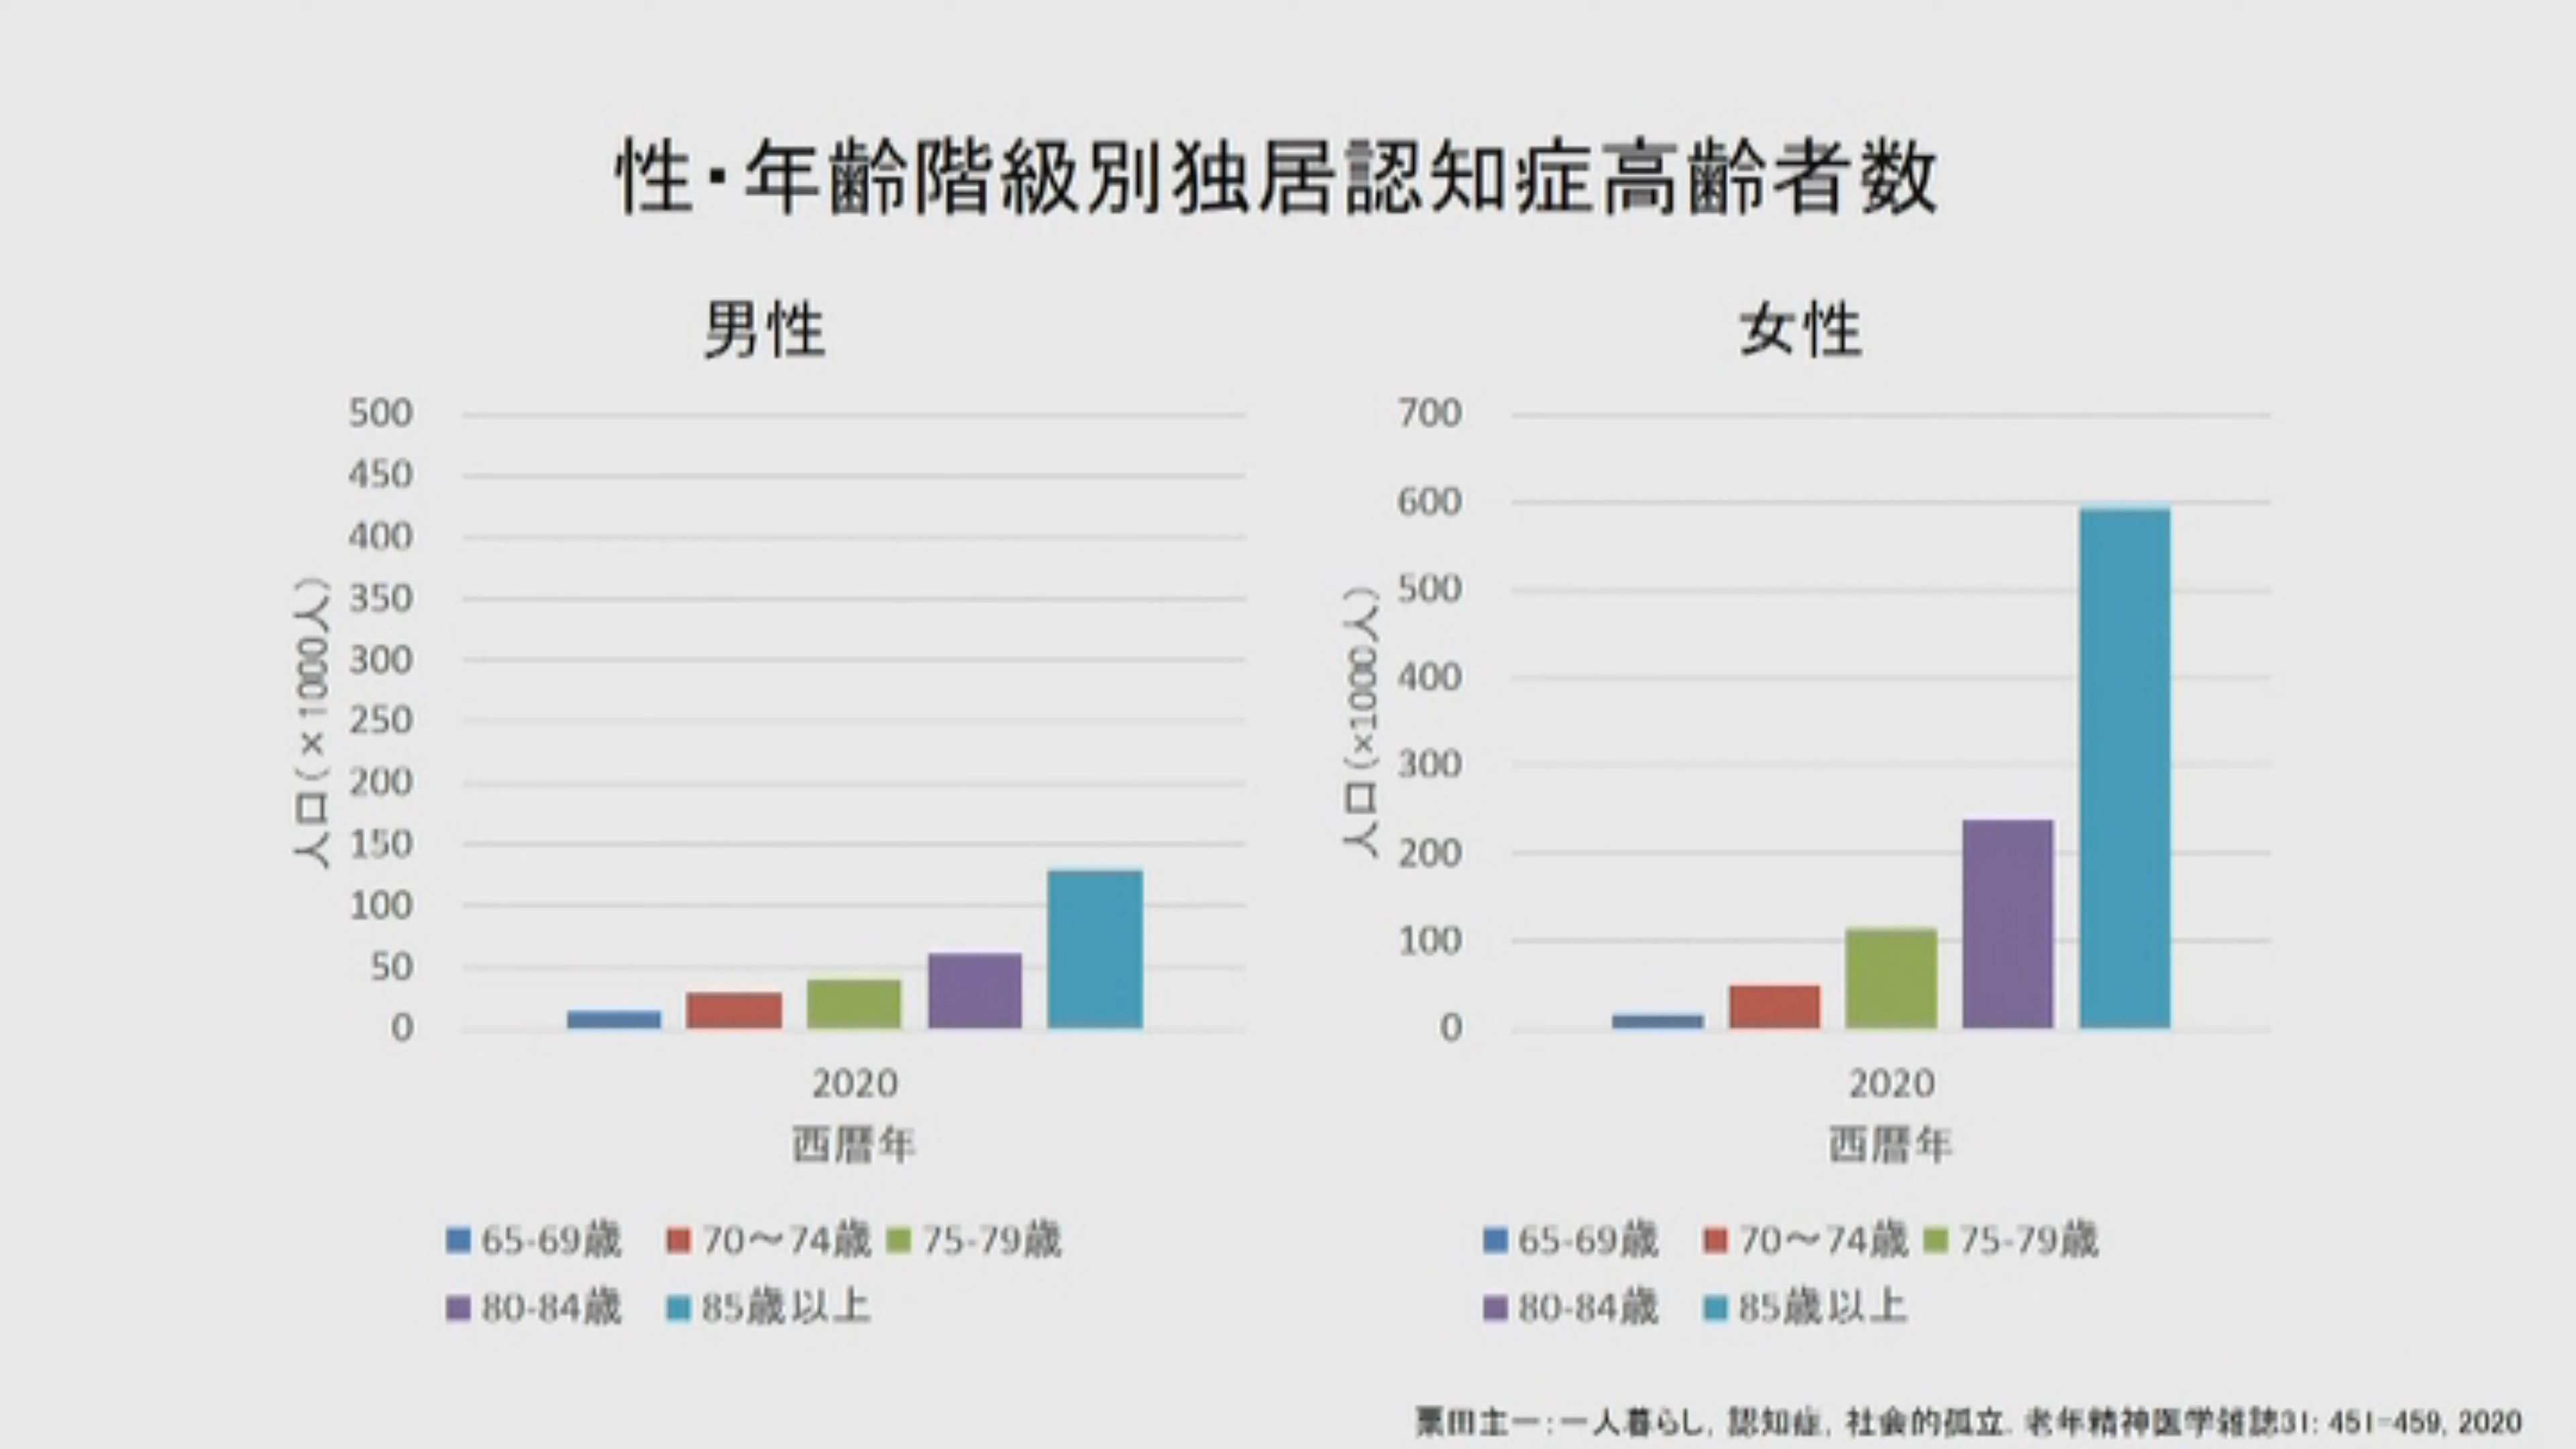 性・年齢階級別独居認知症高齢者数
男性
500
450
400
350
300
250
200
150
100
50
0
人口(×1000人)
2020
西暦年
65-69歳 70～74歳 75-79歳
80-84歳 85歳以上
女性
700
600
500
400
300
200
100
0
人口(×1000人)
2020
西暦年
65-69歳 70～74歳 75-79歳
80-84歳 85歳以上
粟田主一:一人暮らし, 認知症, 社会的孤立. 老年精神医学雑誌31: 451-459, 2020